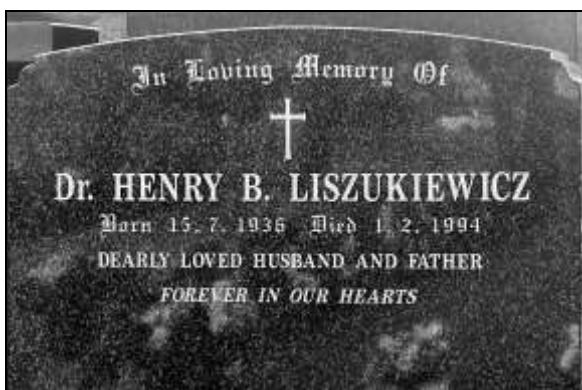 In Loving Memory Of
Dr. HENRY B. LISZUKIEWICZ
Born 15.7.1936 Died 1.2.1994
DEARLY LOVED HUSBAND AND FATHER
FOREVER IN OUR HEARTS